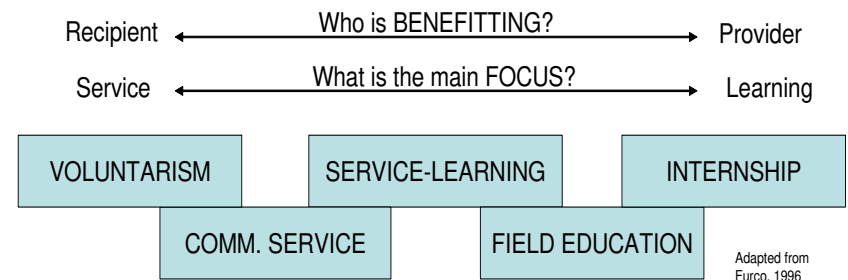 Recipient Who is BENEFITTING? Provider
Service What is the main FOCUS? Learning
VOLUNTARISM SERVICE-LEARNING INTERNSHIP
COMM. SERVICE FIELD EDUCATION
Adapted from
Furco, 1996